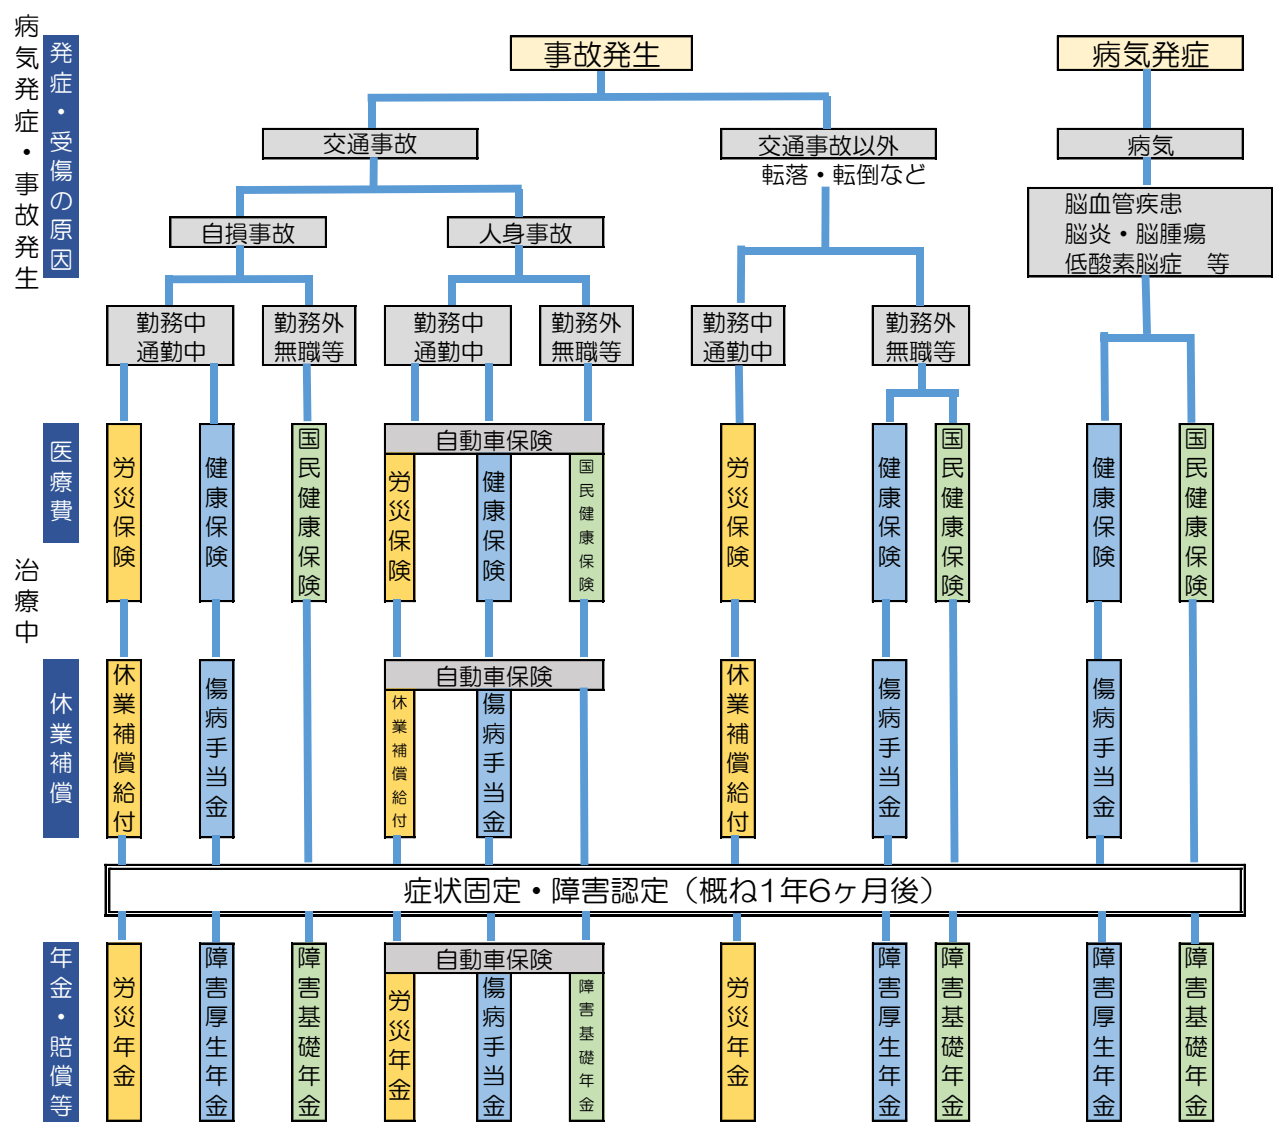 病気発症・事故発生
発症・受傷の原因
事故発生
病気発症
交通事故
交通事故以外
転落・転倒など
病気
脳血管疾患
脳炎・脳腫瘍
低酸素脳症　等
自損事故
人身事故
勤務中
通勤中
勤務外
無職等
勤務中
通勤中
勤務外
無職等
勤務中
通勤中
勤務外
無職等
治療中
医療費
労災保険
健康保険
国民健康保険
自動車保険
労災保険
健康保険
国民健康保険
労災保険
健康保険
国民健康保険
健康保険
国民健康保険
休業補償
休業補償給付
傷病手当金
自動車保険
休業補償給付
傷病手当金
休業補償給付
傷病手当金
傷病手当金
症状固定・障害認定（概ね1年6ヶ月後）
年金・賠償等
労災年金
障害厚生年金
障害基礎年金
自動車保険
労災年金
傷病手当金
障害基礎年金
労災年金
障害厚生年金
障害基礎年金
障害厚生年金
障害基礎年金